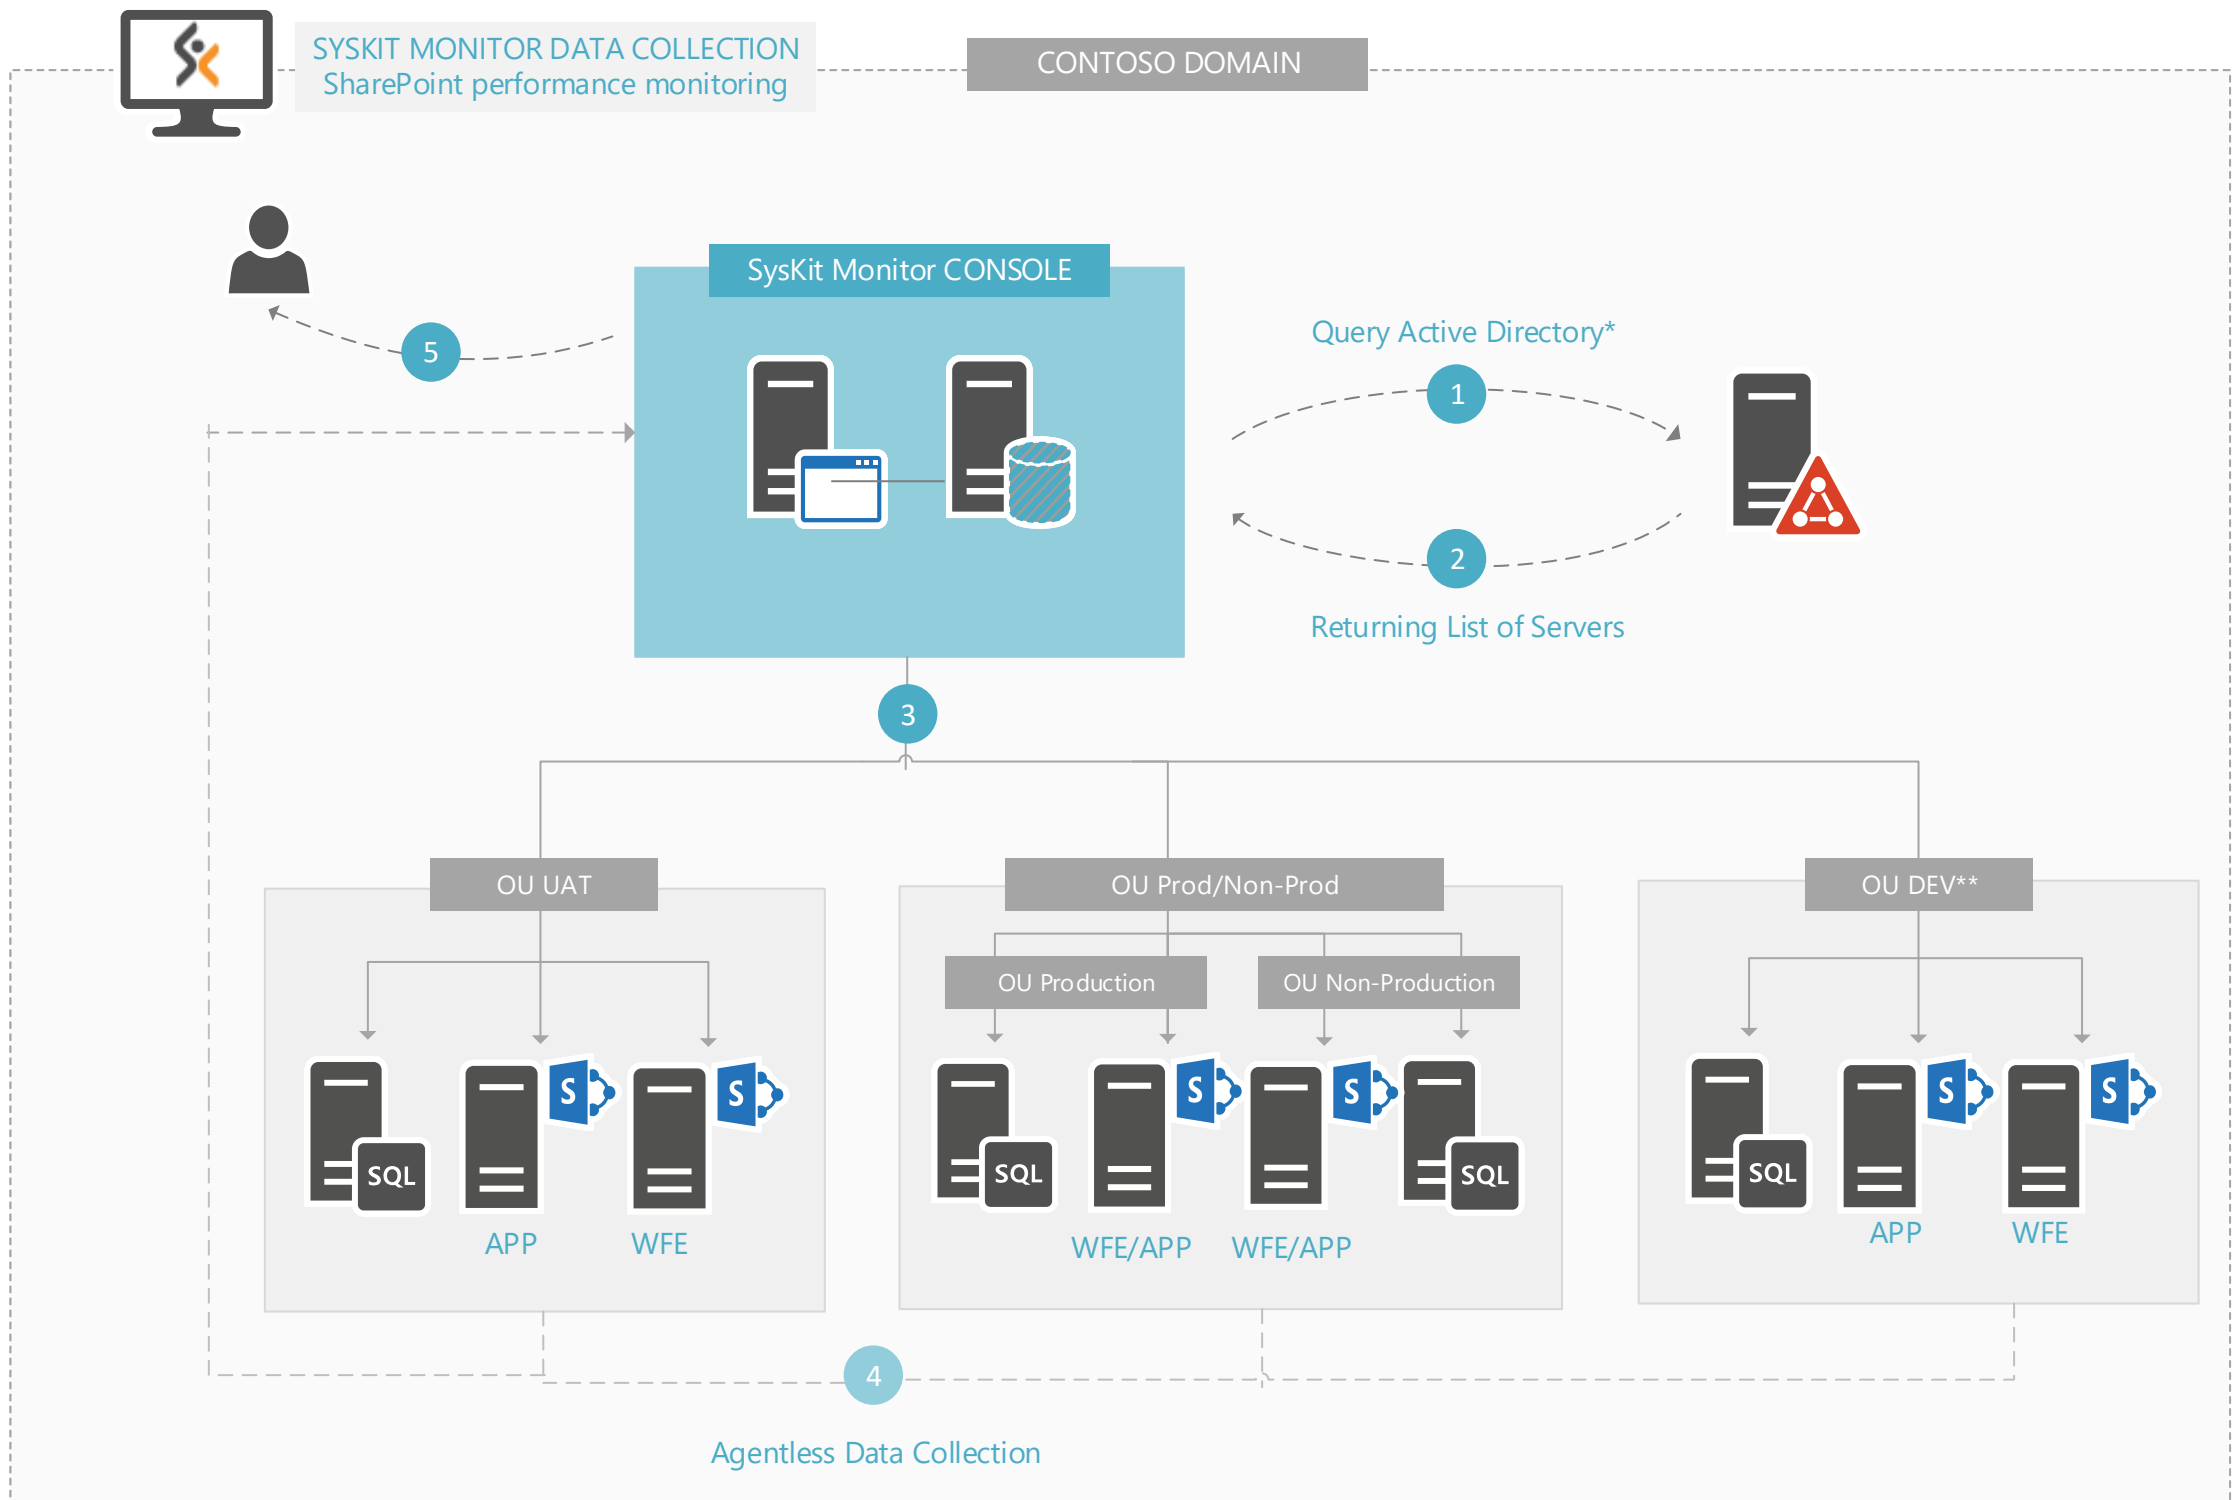 SYSKIT MONITOR DATA COLLECTION
SharePoint performance monitoring
CONTOSO DOMAIN
SysKit Monitor CONSOLE
5
Query Active Directory*
1
2
Returning List of Servers
3
OU UAT
OU Prod/Non-Prod
OU DEV**
OU Production
OU Non-Production
S
S
S
S
S
S
SQL
SQL
SQL
SQL
APP
WFE
WFE/APP
WFE/APP
APP
WFE
4
Agentless Data Collection